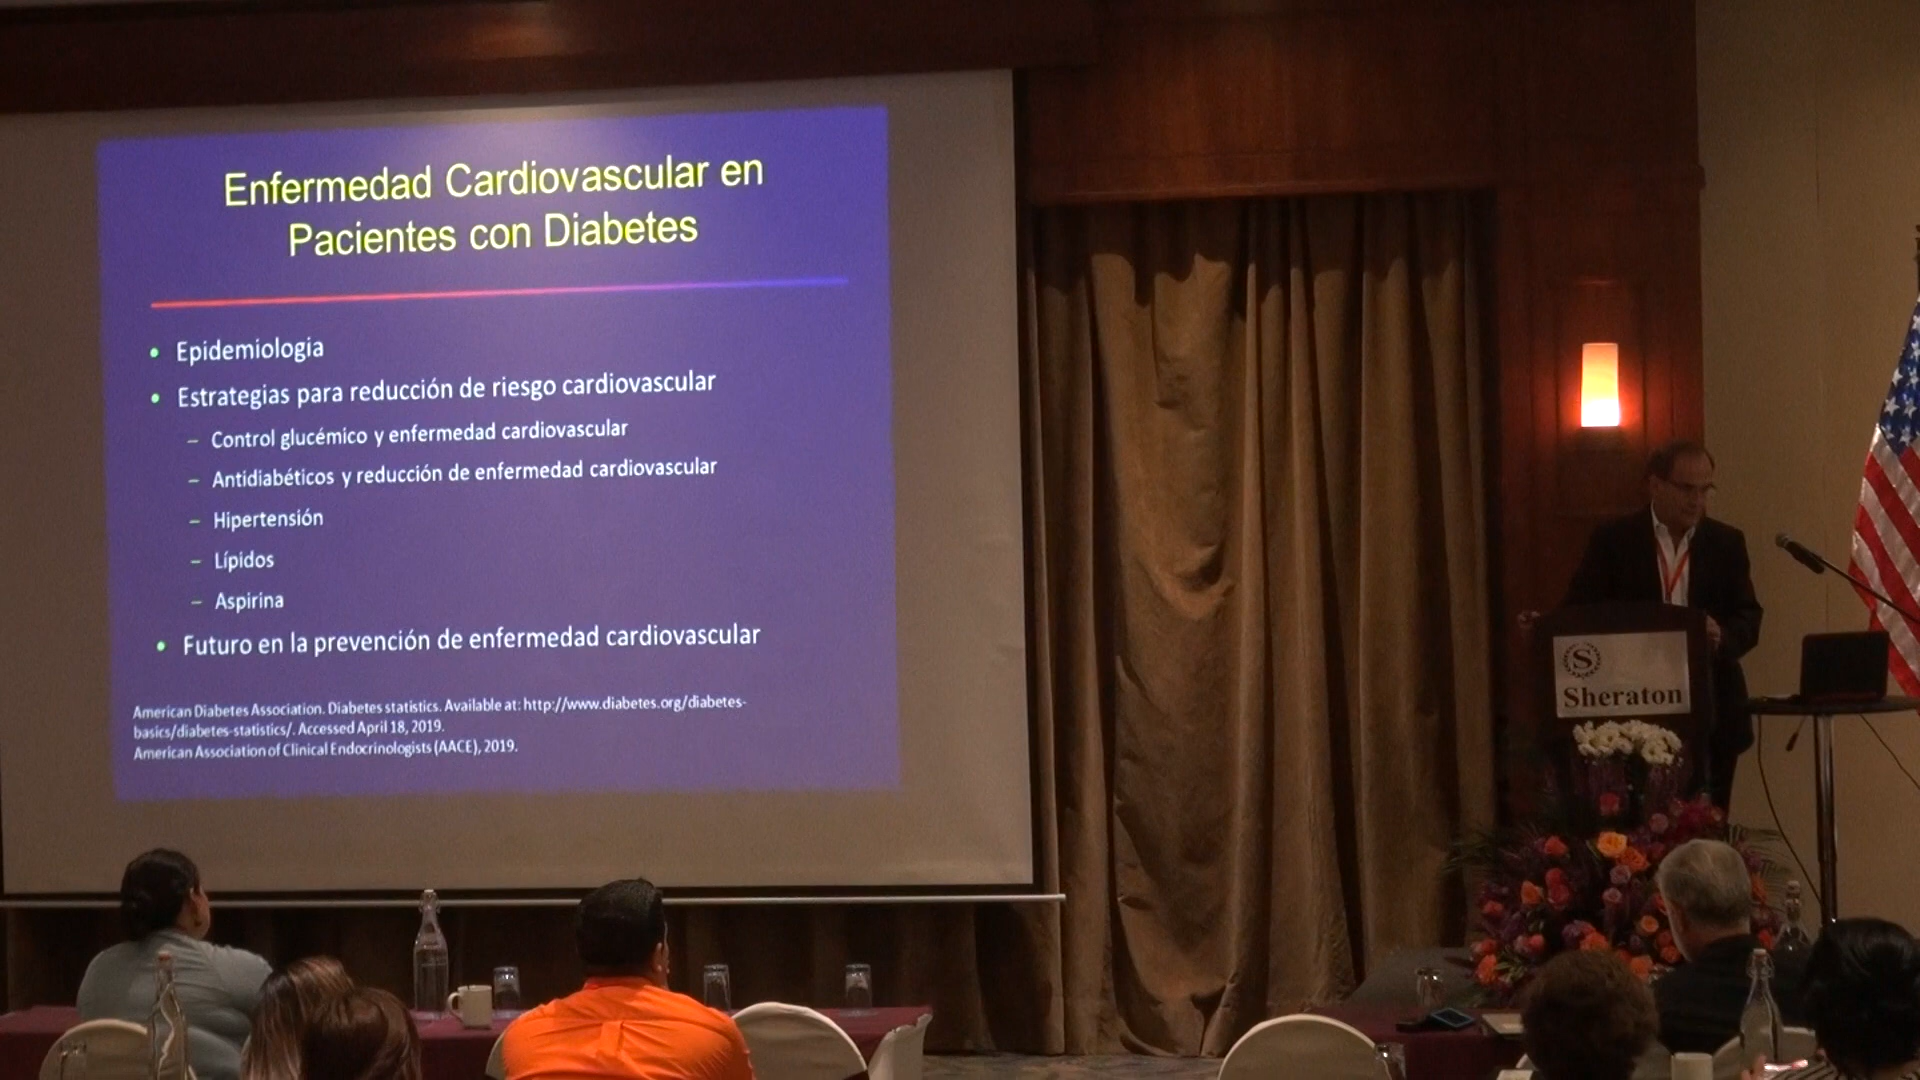 Enfermedad Cardiovascular en
Pacientes con Diabetes
• Epidemiologia
• Estrategias para reducción de riesgo cardiovascular
– Control glucémico y enfermedad cardiovascular
– Antidiabéticos y reducción de enfermedad cardiovascular
– Hipertensión
– Lípidos
– Aspirina
• Futuro en la prevención de enfermedad cardiovascular
American Diabetes Association. Diabetes statistics. Available at: http://www.diabetes.org/diabetes-
basics/diabetes-statistics/. Accessed April 18, 2019.
American Association of Clinical Endocrinologists (AACE), 2019.
S
Sheraton